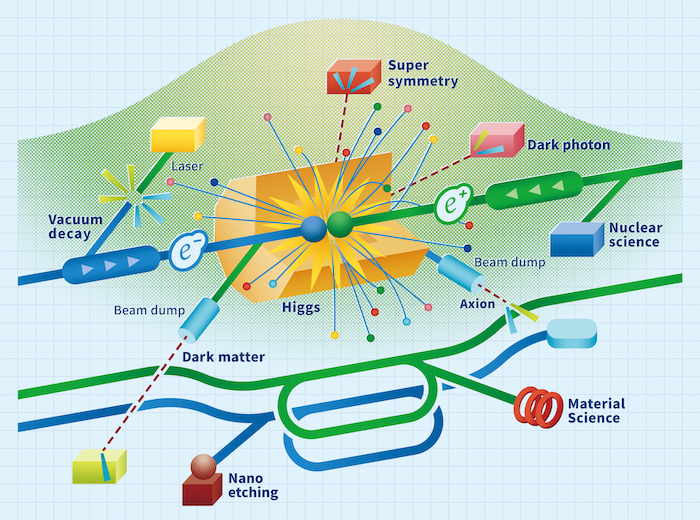 Super
symmetry
Laser
Dark photon
Vacuum
decay
e+
e−
Nuclear
science
Beam dump
Axion
Higgs
Beam dump
Dark matter
Material
Science
Nano
etching